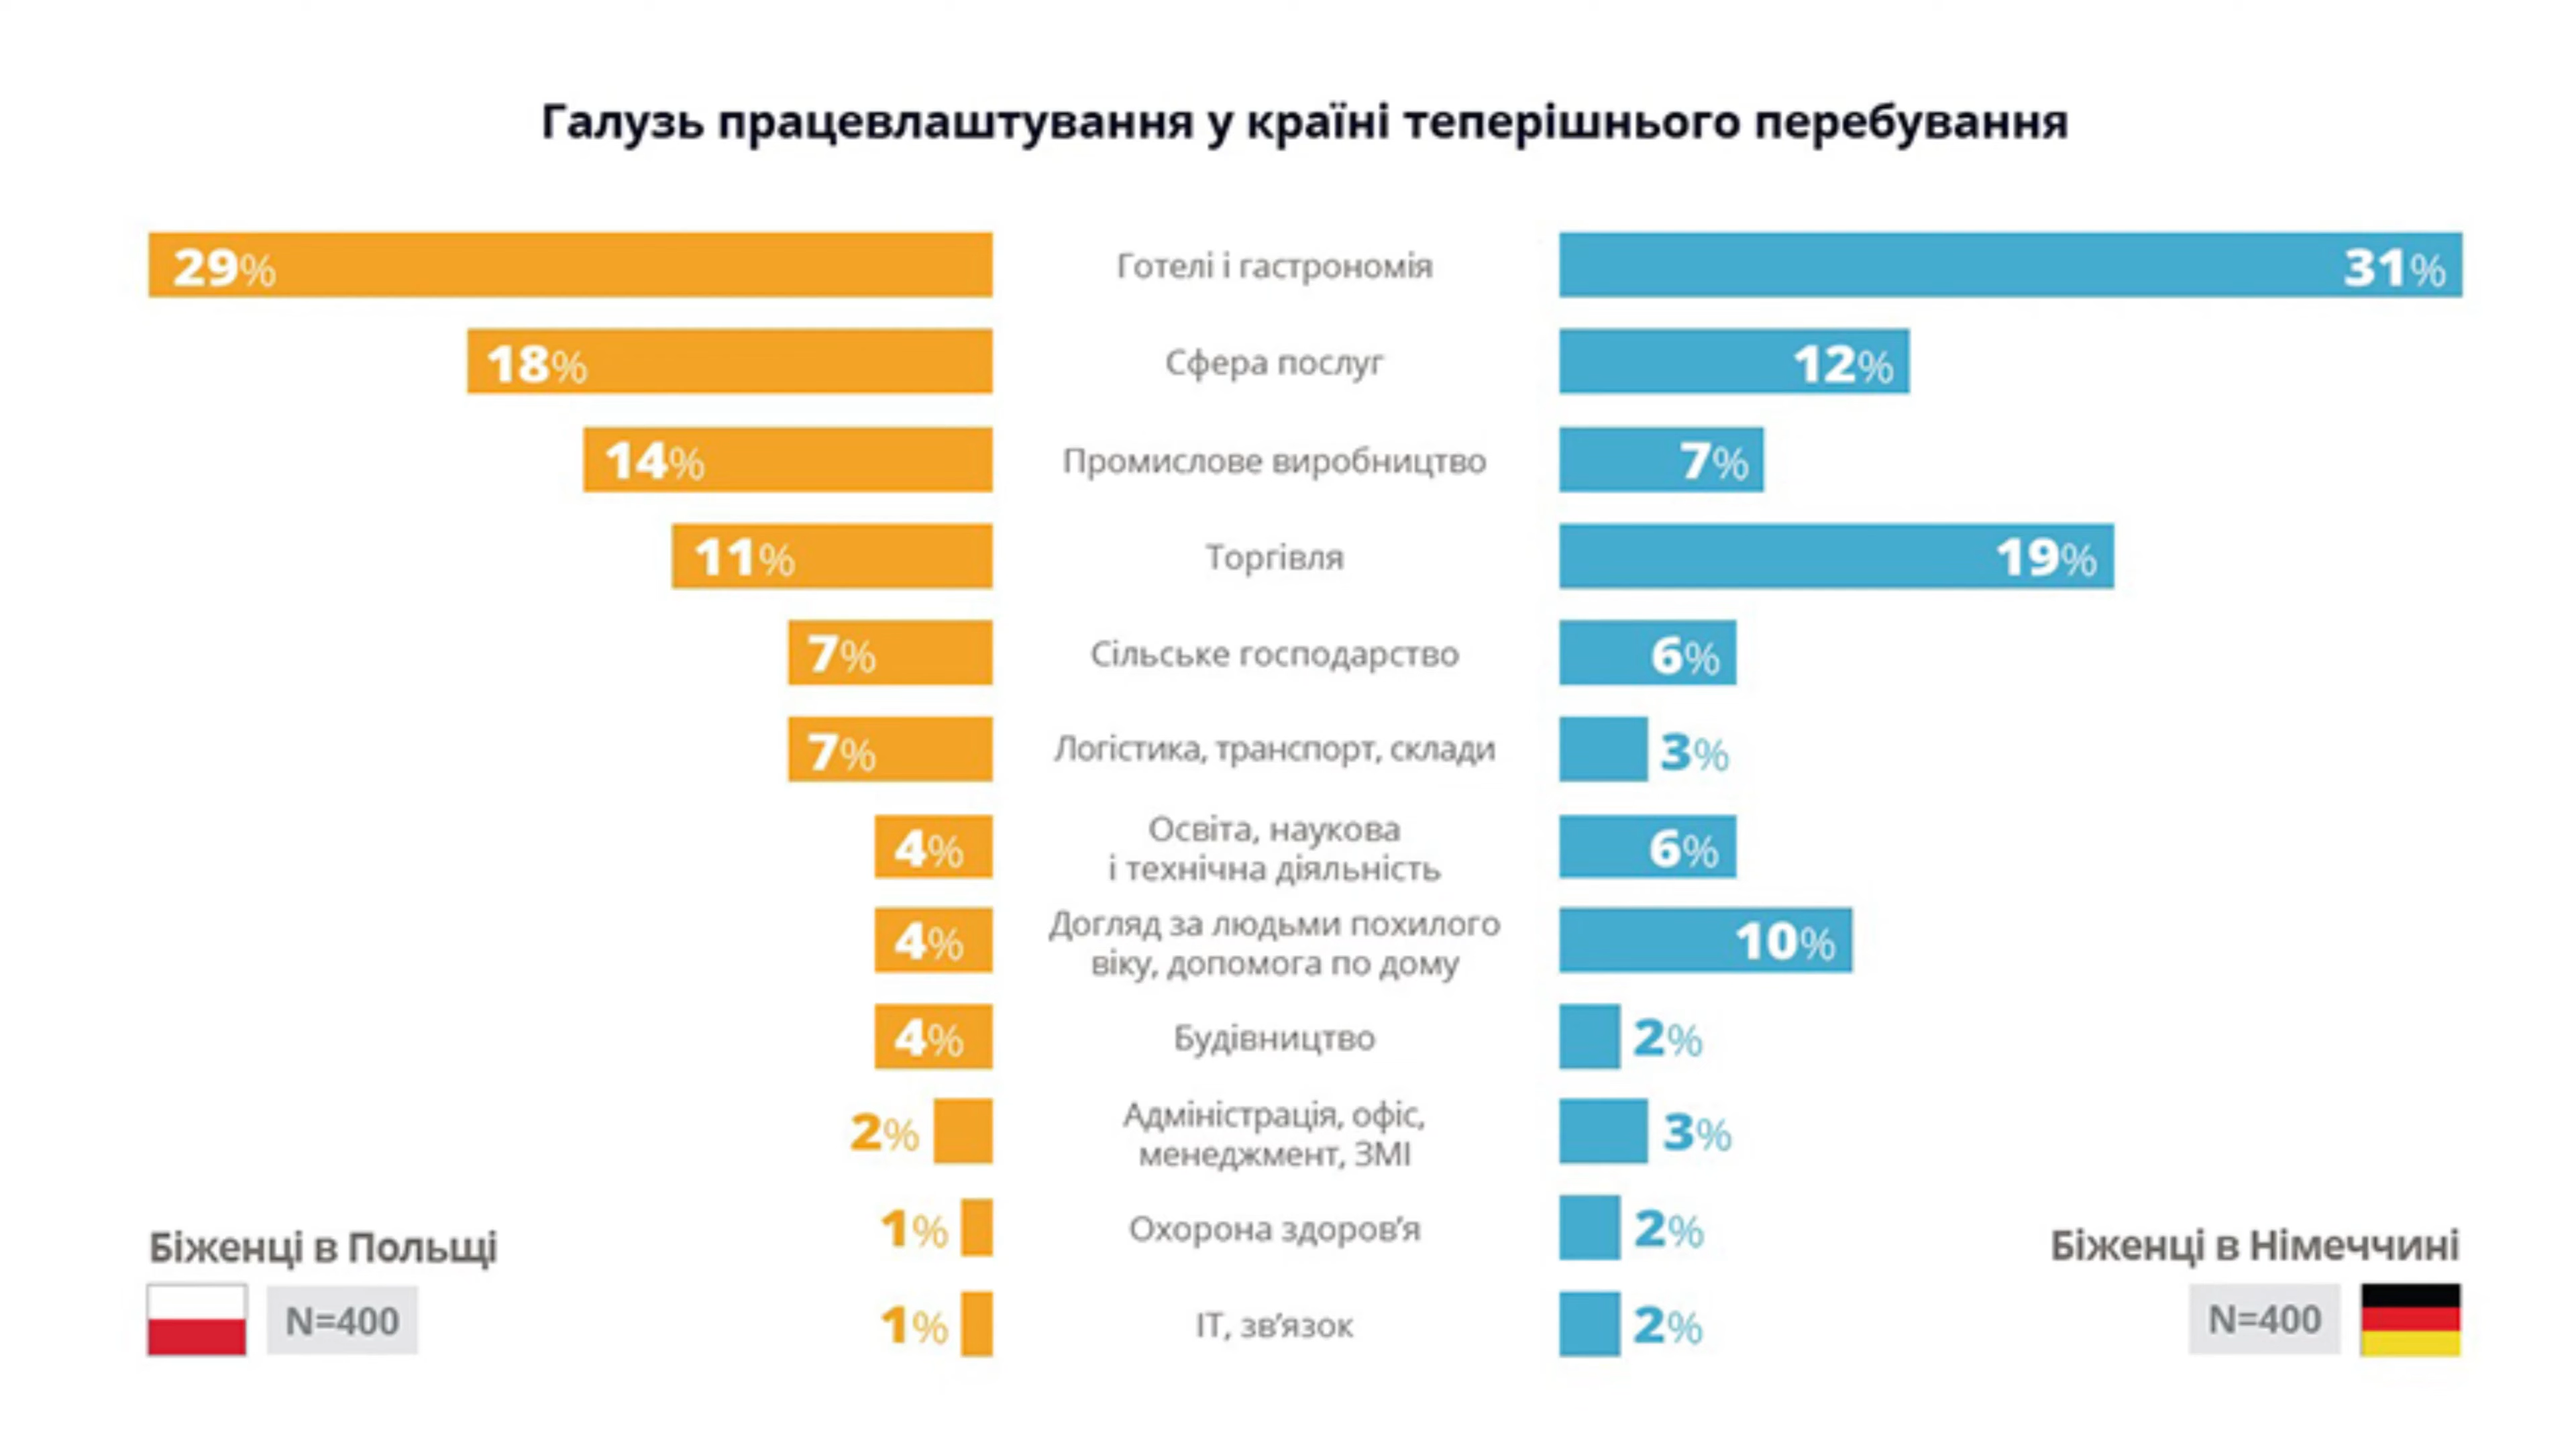 Галузь працевлаштування у країні теперішнього перебування
29% Готелі і гастрономія 31%
18% Сфера послуг 12%
14% Промислове виробництво 7%
11% Торгівля 19%
7% Сільське господарство 6%
7% Логістика, транспорт, склади 3%
4% Освіта, наукова
і технічна діяльність 6%
4% Догляд за людьми похилого
віку, допомога по дому 10%
4% Будівництво 2%
2% Адміністрація, офіс,
менеджмент, ЗМІ 3%
1% Охорона здоров’я 2%
1% ІТ, зв’язок 2%
Біженці в Польщі
N=400
Біженці в Німеччині
N=400